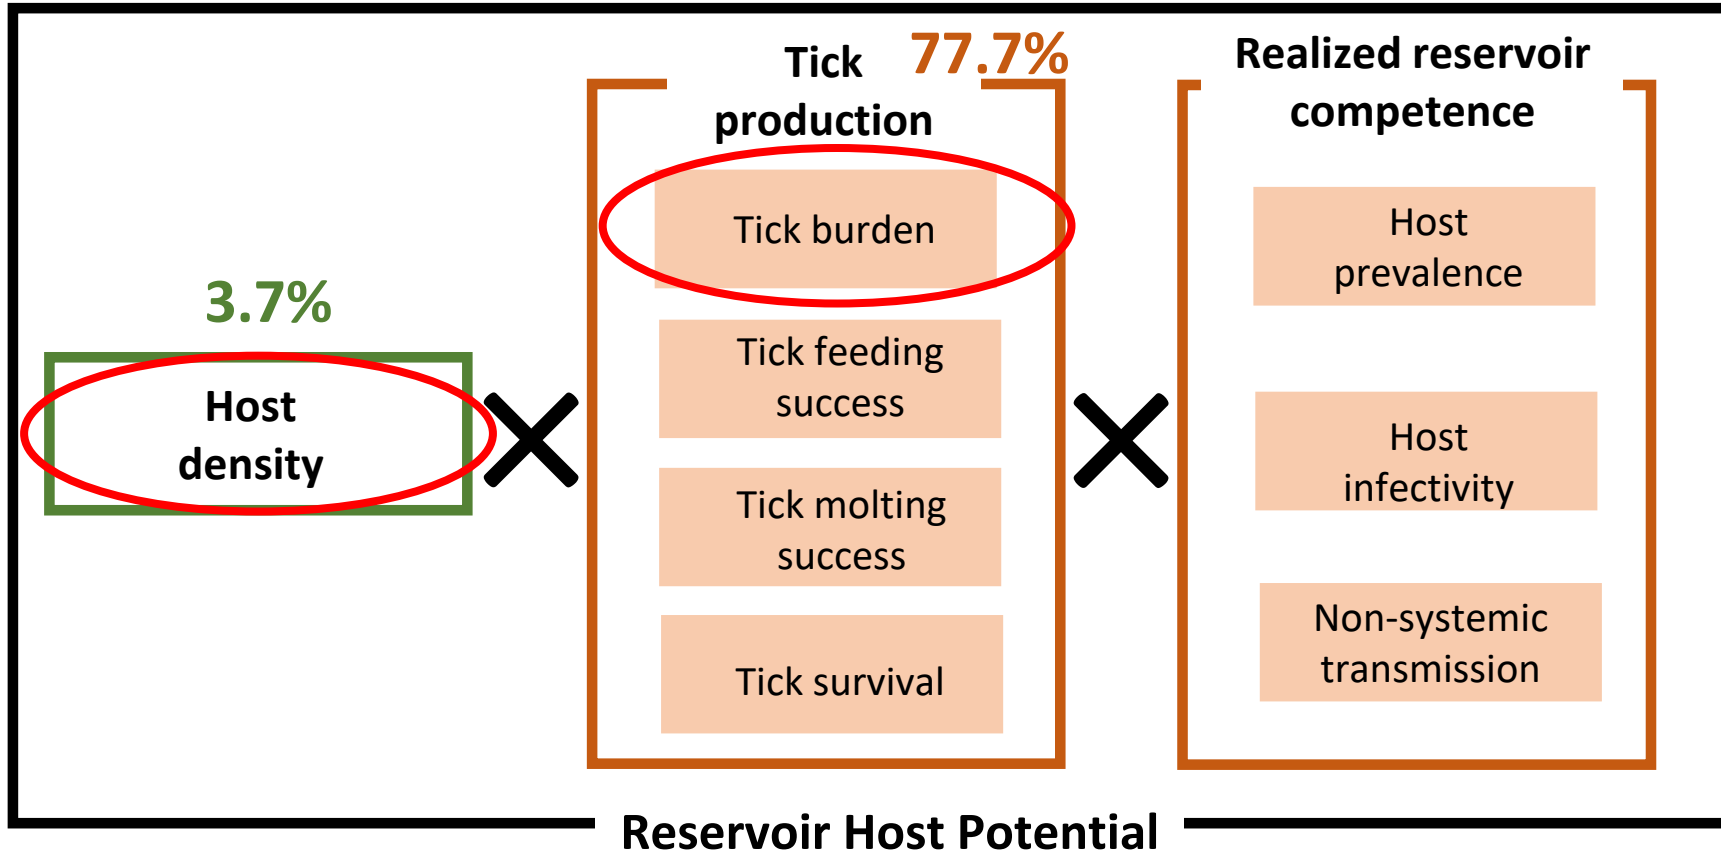 3.7%
Host
density
Tick
production
77.7%
Tick burden
Tick feeding
success
Tick molting
success
Tick survival
Realized reservoir
competence
Host
prevalence
Host
infectivity
Non-systemic
transmission
Reservoir Host Potential